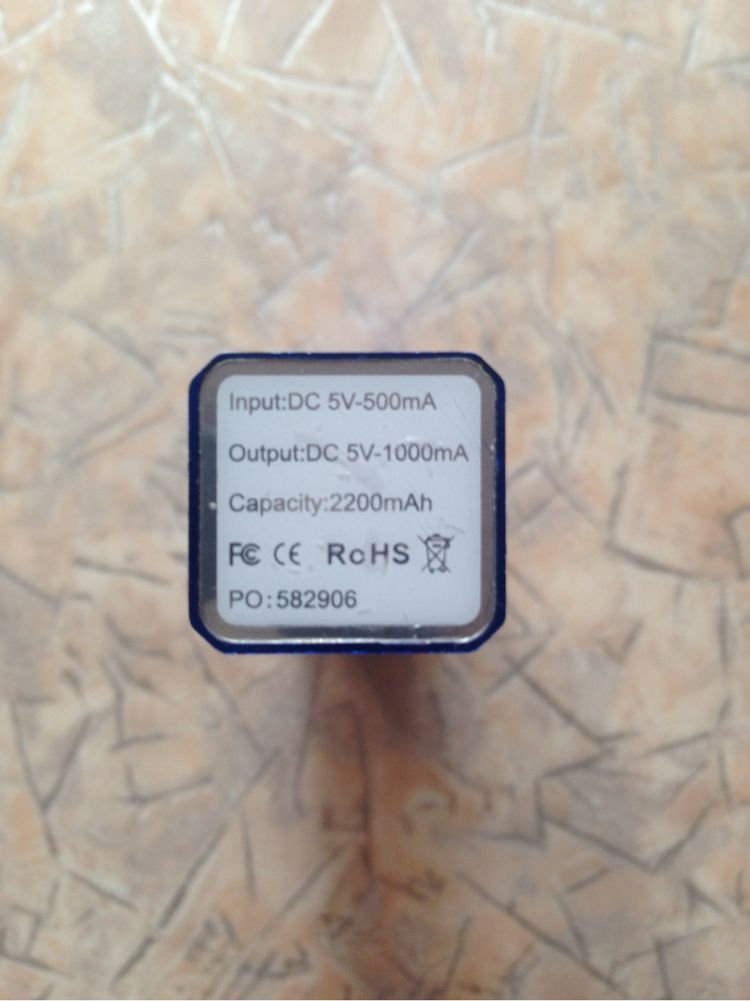 Input:DC 5V-500mA
Output:DC 5V-1000mA
Capacity:2200mAh
FC CE RoHS
PO:582906